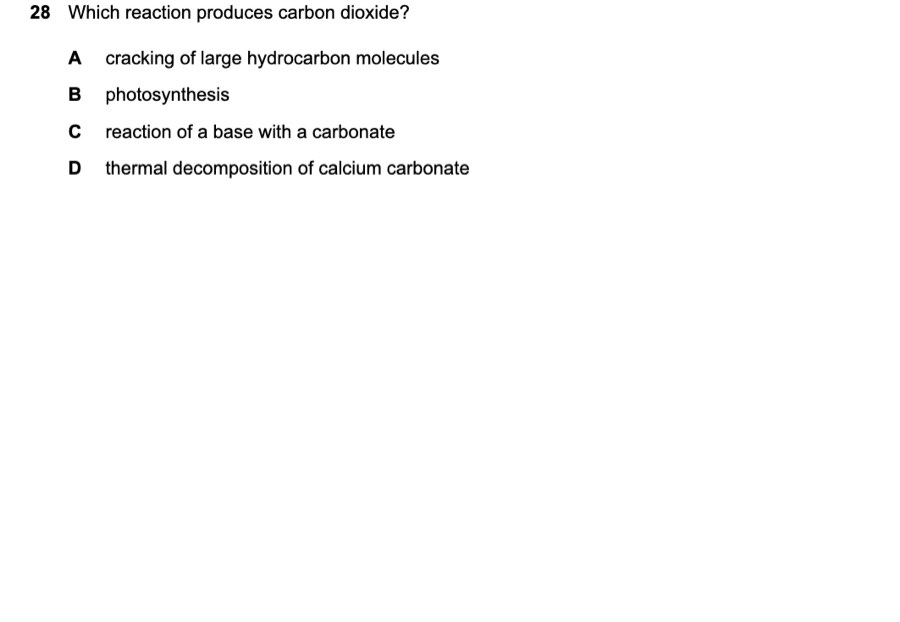 28 Which reaction produces carbon dioxide?
A cracking of large hydrocarbon molecules
B photosynthesis
C reaction of a base with a carbonate
D thermal decomposition of calcium carbonate